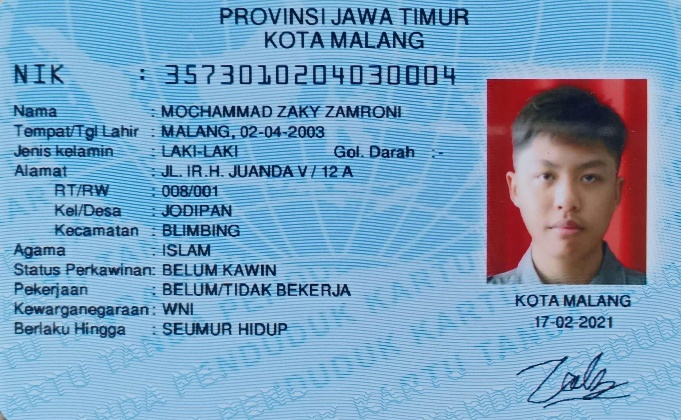 PROVINSI JAWA TIMUR
KOTA MALANG
NIK : 3573010204030004
Nama : MOCHAMMAD ZAKY ZAMRONI
Tempat/Tgl Lahir : MALANG, 02-04-2003
Jenis kelamin : LAKI-LAKI Gol. Darah :-
Alamat : JL. IR.H. JUANDA V / 12 A
RT/RW : 008/001
Kel/Desa : JODIPAN
Kecamatan : BLIMBING
Agama : ISLAM
Status Perkawinan: BELUM KAWIN
Pekerjaan : BELUM/TIDAK BEKERJA
Kewarganegaraan: WNI
Berlaku Hingga : SEUMUR HIDUP
KOTA MALANG
17-02-2021